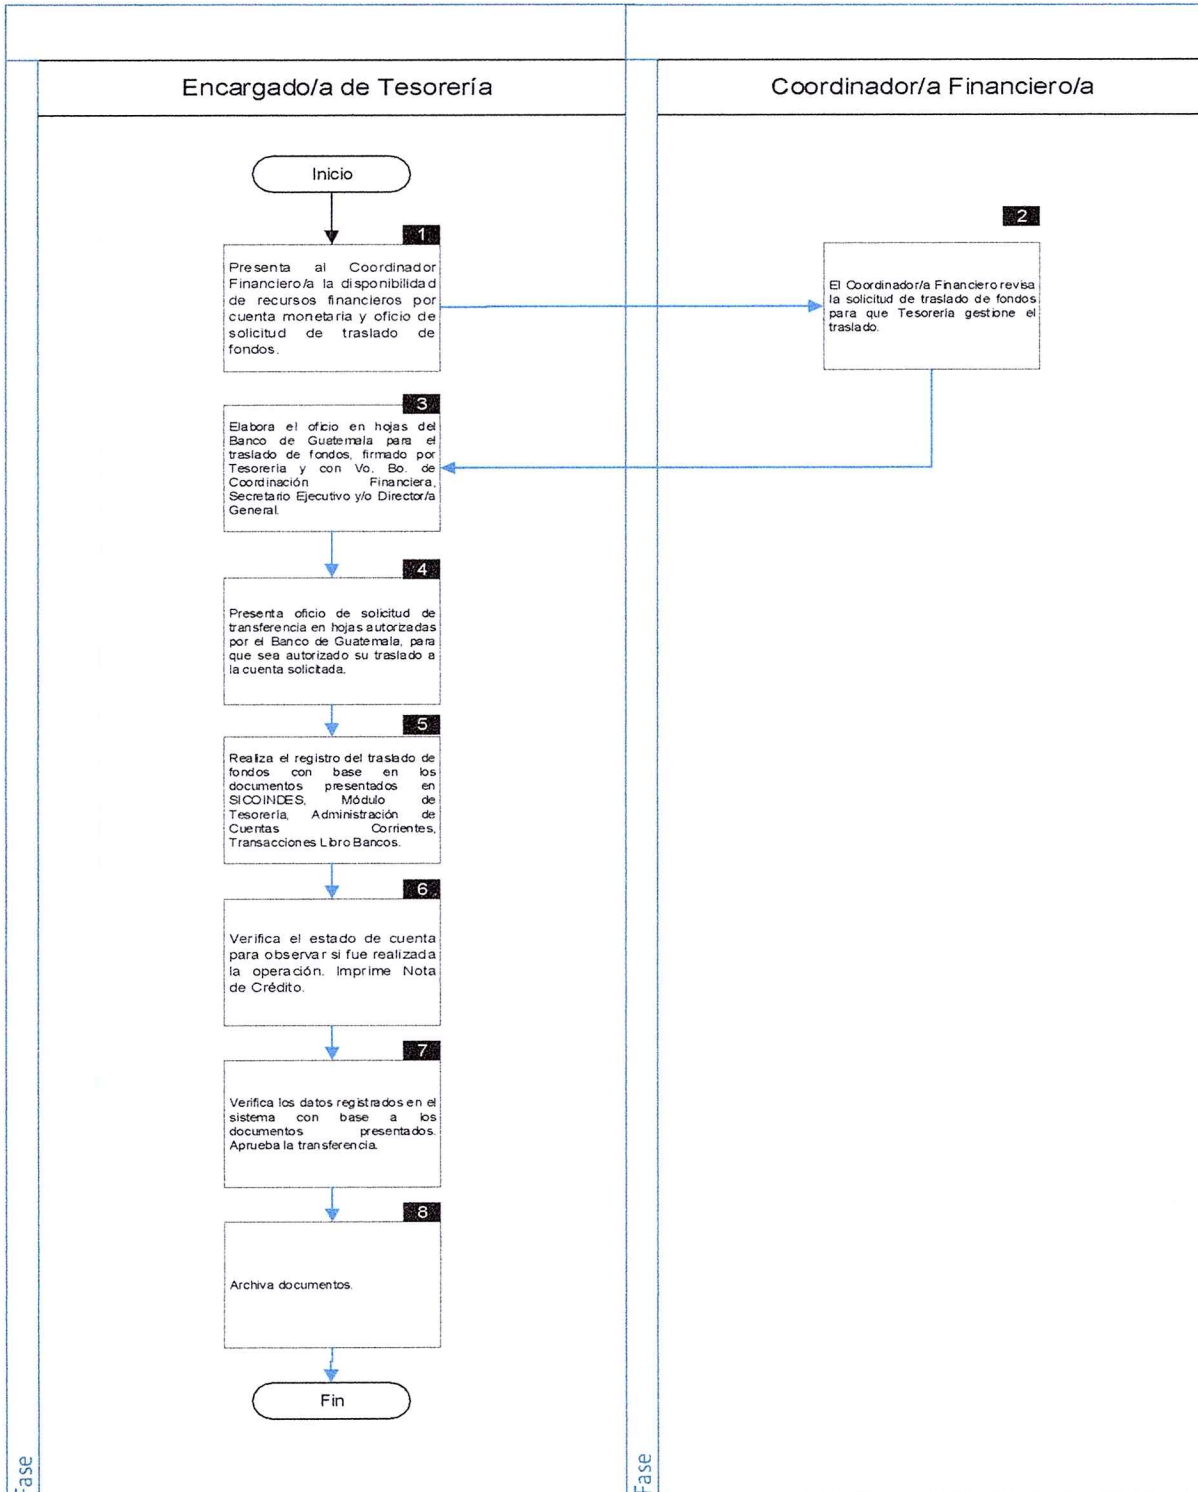 Encargado/a de Tesorería
Coordinador/a Financiero/a
Inicio
1
Presenta al Coordinador
Financiero/a la disponibilidad
de recursos financieros por
cuenta monetaria y oficio de
solicitud de traslado de
fondos.
2
El Coordinador/a Financiero revisa
la solicitud de traslado de fondos
para que Tesorería gestione el
traslado.
3
Elabora el oficio en hojas del
Banco de Guatemala para el
traslado de fondos, firmado por
Tesorería y con Vo. Bo. de
Coordinación Financiera,
Secretario Ejecutivo y/o Director/a
General.
4
Presenta oficio de solicitud de
transferencia en hojas autorizadas
por el Banco de Guatemala, para
que sea autorizado su traslado a
la cuenta solicitada.
5
Realiza el registro del traslado de
fondos con base en los
documentos presentados en
SICOINDES, Módulo de
Tesorería, Administración de
Cuentas Corrientes,
Transacciones Libro Bancos.
6
Verifica el estado de cuenta
para observar si fue realizada
la operación. Imprime Nota
de Crédito.
7
Verifica los datos registrados en el
sistema con base a los
documentos presentados.
Aprueba la transferencia.
8
Archiva documentos.
Fin
Fase
Fase